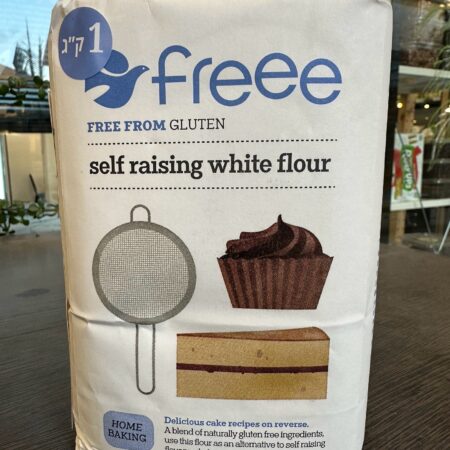 1 ק"ג
freee
FREE FROM GLUTEN
self raising white flour
HOME
BAKING
Delicious cake recipes on reverse.
A blend of naturally gluten free ingredients,
use this flour as an alternative to self raising